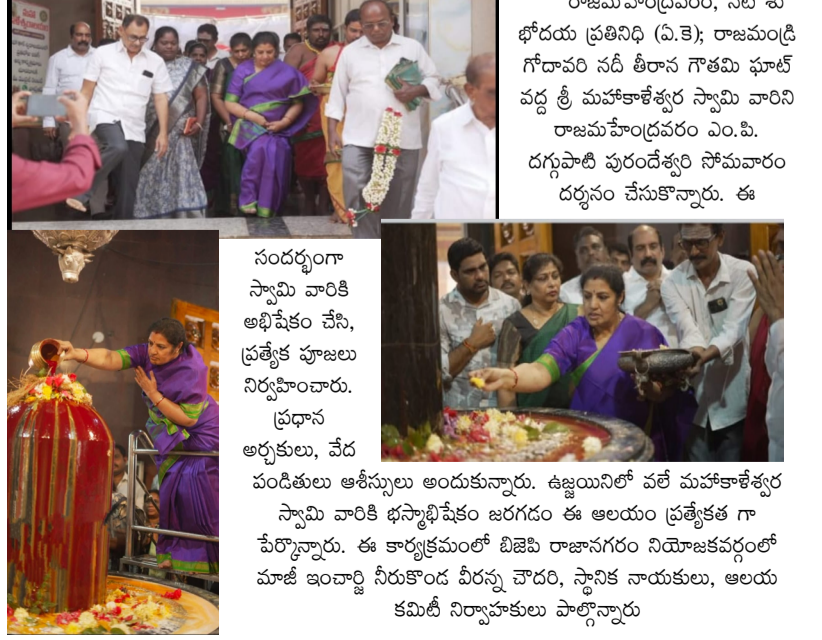 రాజమహేంద్రవరం, సిటీ శు
భోదయ ప్రతినిధి (ఏ.కె); రాజమండ్రి
గోదావరి నదీ తీరాన గౌతమి ఘాట్
వద్ద శ్రీ మహాకాళేశ్వర స్వామి వారిని
రాజమహేంద్రవరం ఎం.పి.
దగ్గుపాటి పురందేశ్వరి సోమవారం
దర్శనం చేసుకొన్నారు. ఈ
సందర్భంగా
స్వామి వారికి
అభిషేకం చేసి,
ప్రత్యేక పూజలు
నిర్వహించారు.
ప్రధాన
అర్చకులు, వేద
పండితులు ఆశీస్సులు అందుకున్నారు. ఉజ్జయినిలో వలే మహాకాళేశ్వర
స్వామి వారికి భస్మాభిషేకం జరగడం ఈ ఆలయం ప్రత్యేకత గా
పేర్కొన్నారు. ఈ కార్యక్రమంలో బిజెపి రాజానగరం నియోజకవర్గంలో
మాజీ ఇంచార్జి నీరుకొండ వీరన్న చౌదరి, స్థానిక నాయకులు, ఆలయ
కమిటీ నిర్వాహకులు పాల్గొన్నారు